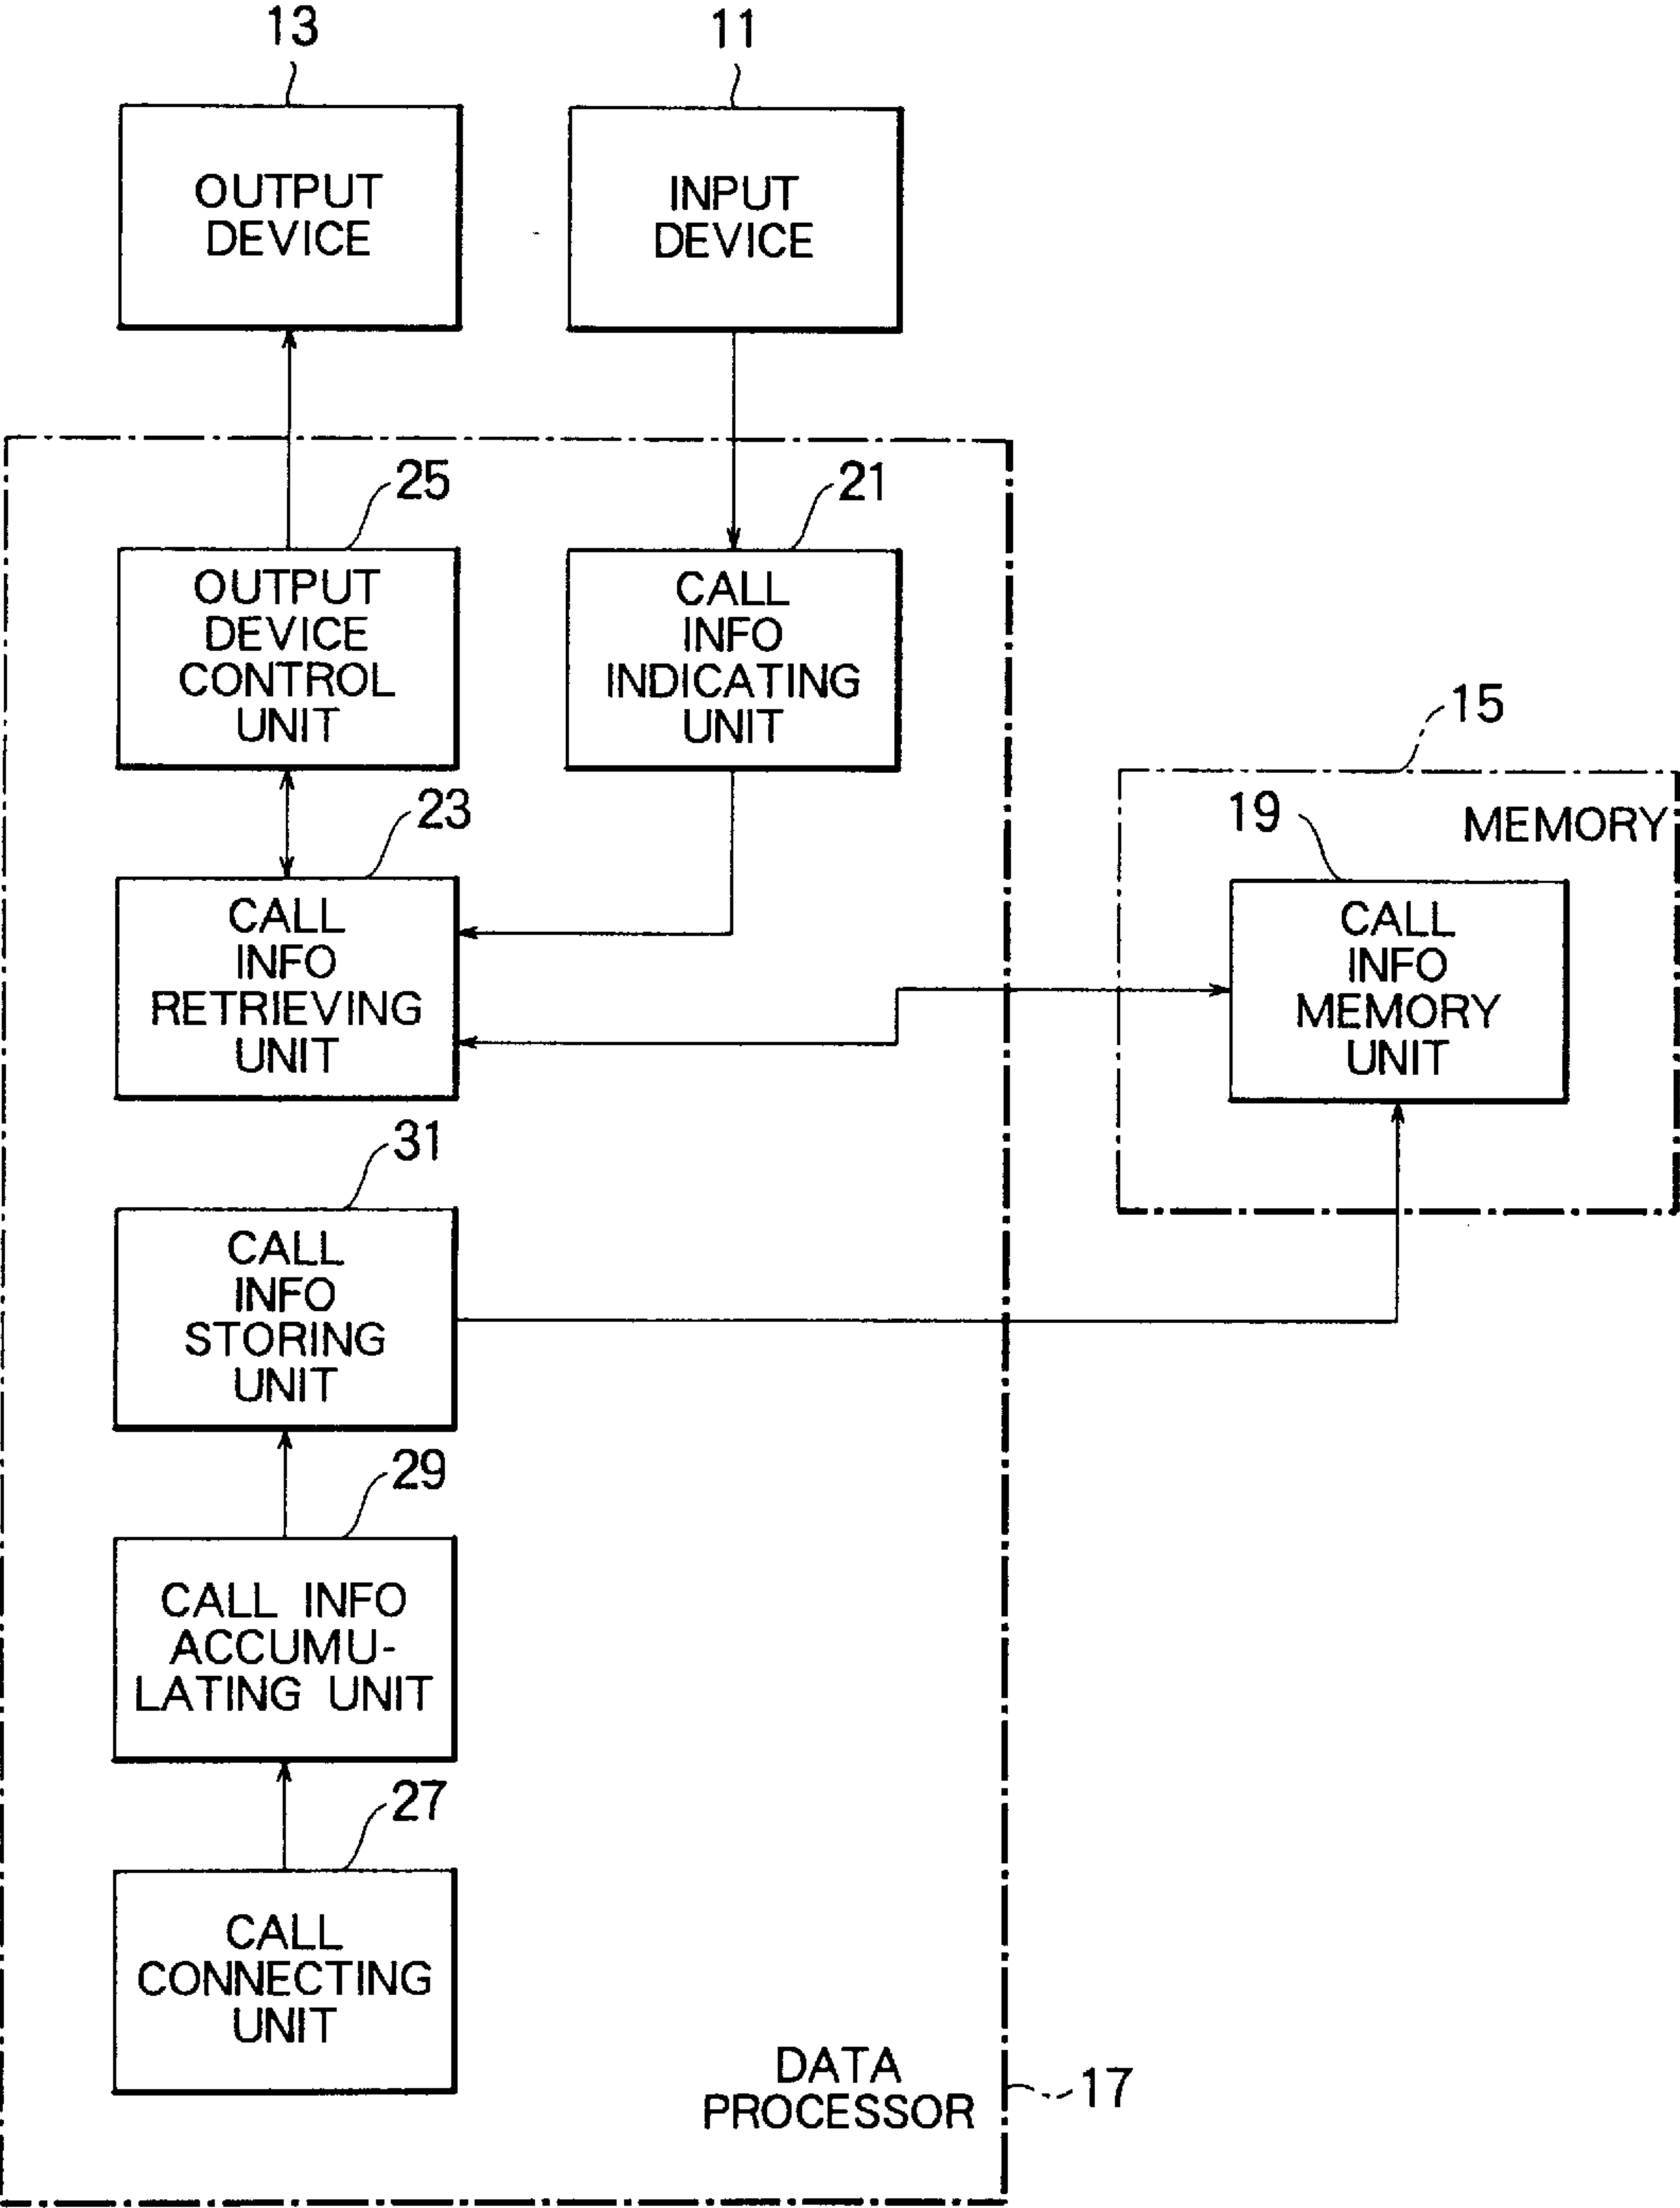 13
11
OUTPUT
DEVICE
INPUT
DEVICE
25
21
OUTPUT
DEVICE
CONTROL
UNIT
CALL
INFO
INDICATING
UNIT
15
MEMORY
23
19
CALL
INFO
RETRIEVING
UNIT
CALL
INFO
MEMORY
UNIT
31
CALL
INFO
STORING
UNIT
29
CALL INFO
ACCUMU-
LATING UNIT
27
CALL
CONNECTING
UNIT
DATA
PROCESSOR
17